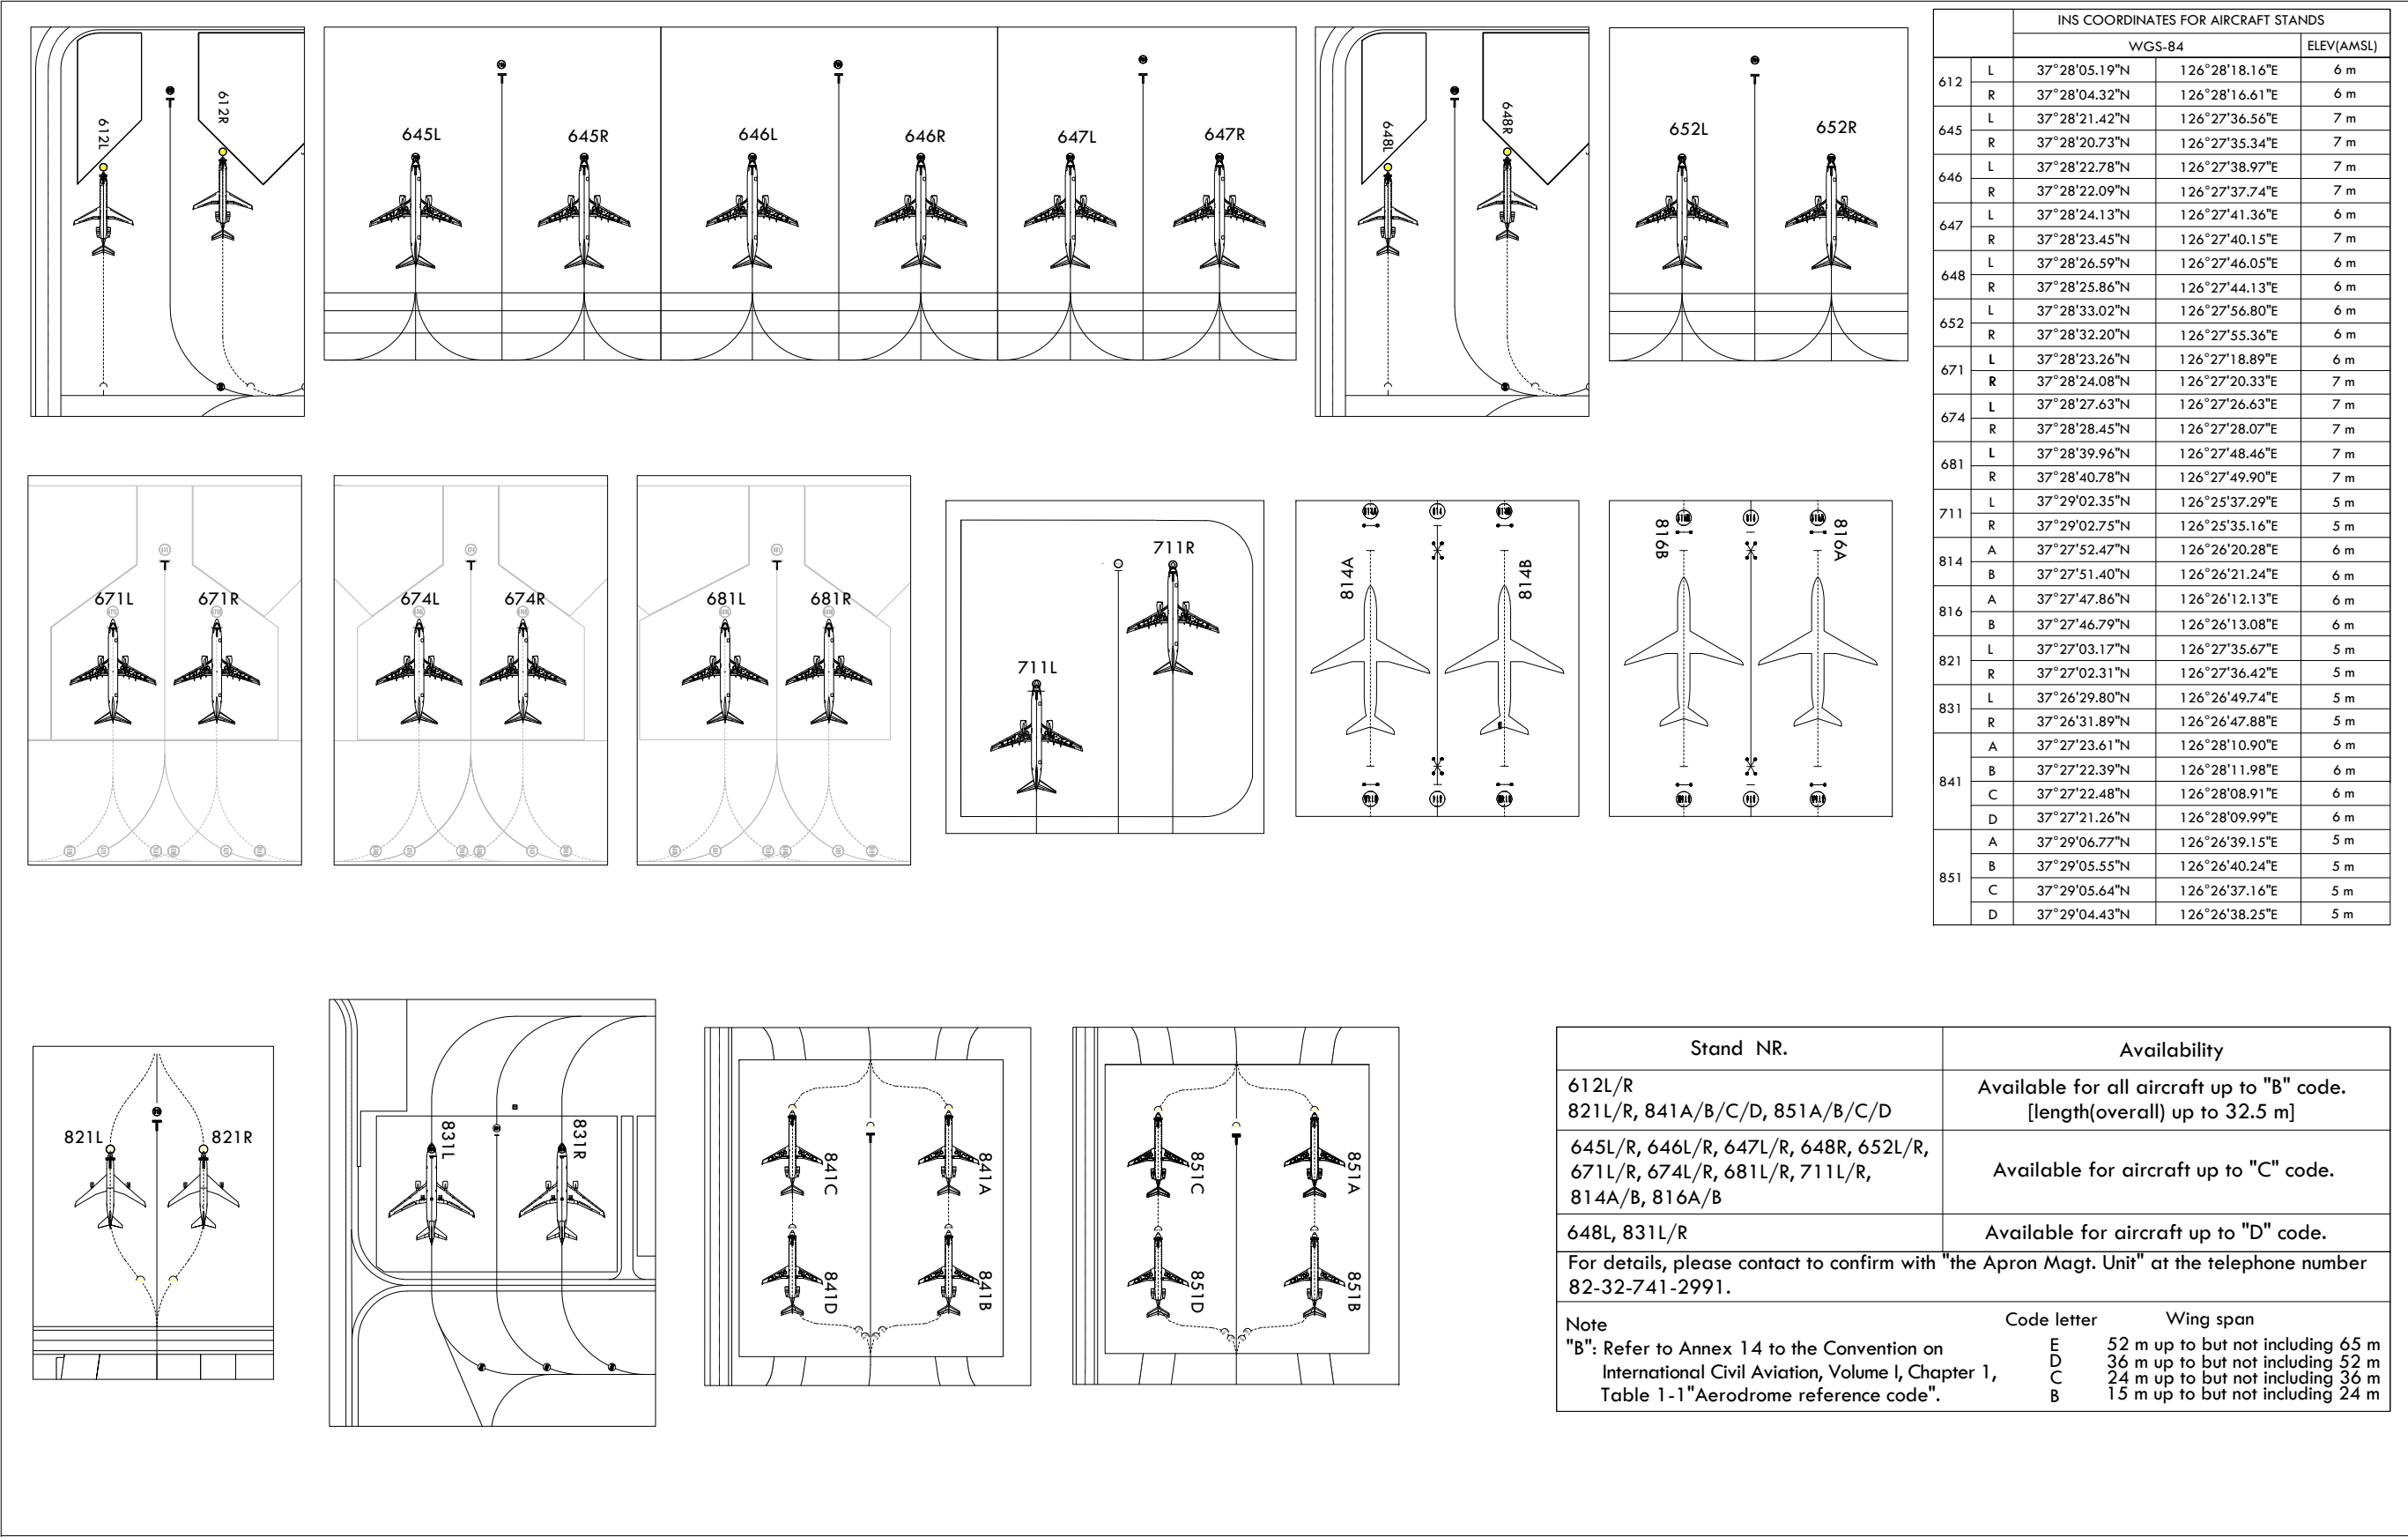 612L
612R
645L
645R
646L
646R
647L
647R
648L
648R
652L
652R
671L
671R
674L
674R
681L
681R
711L
711R
814A
814B
816B
816A
821L
821R
831L
831R
841C
841A
841D
841B
851C
851A
851D
851B
INS COORDINATES FOR AIRCRAFT STANDS
WGS-84 ELEV(AMSL)
612 L 37°28'05.19"N 126°28'18.16"E 6 m
R 37°28'04.32"N 126°28'16.61"E 6 m
645 L 37°28'21.42"N 126°27'36.56"E 7 m
R 37°28'20.73"N 126°27'35.34"E 7 m
646 L 37°28'22.78"N 126°27'38.97"E 7 m
R 37°28'22.09"N 126°27'37.74"E 7 m
647 L 37°28'24.13"N 126°27'41.36"E 6 m
R 37°28'23.45"N 126°27'40.15"E 7 m
648 L 37°28'26.59"N 126°27'46.05"E 6 m
R 37°28'25.86"N 126°27'44.13"E 6 m
652 L 37°28'33.02"N 126°27'56.80"E 6 m
R 37°28'32.20"N 126°27'55.36"E 6 m
671 L 37°28'23.26"N 126°27'18.89"E 6 m
R 37°28'24.08"N 126°27'20.33"E 7 m
674 L 37°28'27.63"N 126°27'26.63"E 7 m
R 37°28'28.45"N 126°27'28.07"E 7 m
681 L 37°28'39.96"N 126°27'48.46"E 7 m
R 37°28'40.78"N 126°27'49.90"E 7 m
711 L 37°29'02.35"N 126°25'37.29"E 5 m
R 37°29'02.75"N 126°25'35.16"E 5 m
814 A 37°27'52.47"N 126°26'20.28"E 6 m
B 37°27'51.40"N 126°26'21.24"E 6 m
816 A 37°27'47.86"N 126°26'12.13"E 6 m
B 37°27'46.79"N 126°26'13.08"E 6 m
821 L 37°27'03.17"N 126°27'35.67"E 5 m
R 37°27'02.31"N 126°27'36.42"E 5 m
831 L 37°26'29.80"N 126°26'49.74"E 5 m
R 37°26'31.89"N 126°26'47.88"E 5 m
841 A 37°27'23.61"N 126°28'10.90"E 6 m
B 37°27'22.39"N 126°28'11.98"E 6 m
C 37°27'22.48"N 126°28'08.91"E 6 m
D 37°27'21.26"N 126°28'09.99"E 6 m
851 A 37°29'06.77"N 126°26'39.15"E 5 m
B 37°29'05.55"N 126°26'40.24"E 5 m
C 37°29'05.64"N 126°26'37.16"E 5 m
D 37°29'04.43"N 126°26'38.25"E 5 m
Stand NR. Availability
612L/R
821L/R, 841A/B/C/D, 851A/B/C/D
Available for all aircraft up to "B" code.
[length(overall) up to 32.5 m]
645L/R, 646L/R, 647L/R, 648R, 652L/R,
671L/R, 674L/R, 681L/R, 711L/R,
814A/B, 816A/B
Available for aircraft up to "C" code.
648L, 831L/R Available for aircraft up to "D" code.
For details, please contact to confirm with "the Apron Magt. Unit" at the telephone number
82-32-741-2991.
Note
"B": Refer to Annex 14 to the Convention on
International Civil Aviation, Volume I, Chapter 1,
Table 1-1"Aerodrome reference code".
Code letter Wing span
E 52 m up to but not including 65 m
D 36 m up to but not including 52 m
C 24 m up to but not including 36 m
B 15 m up to but not including 24 m